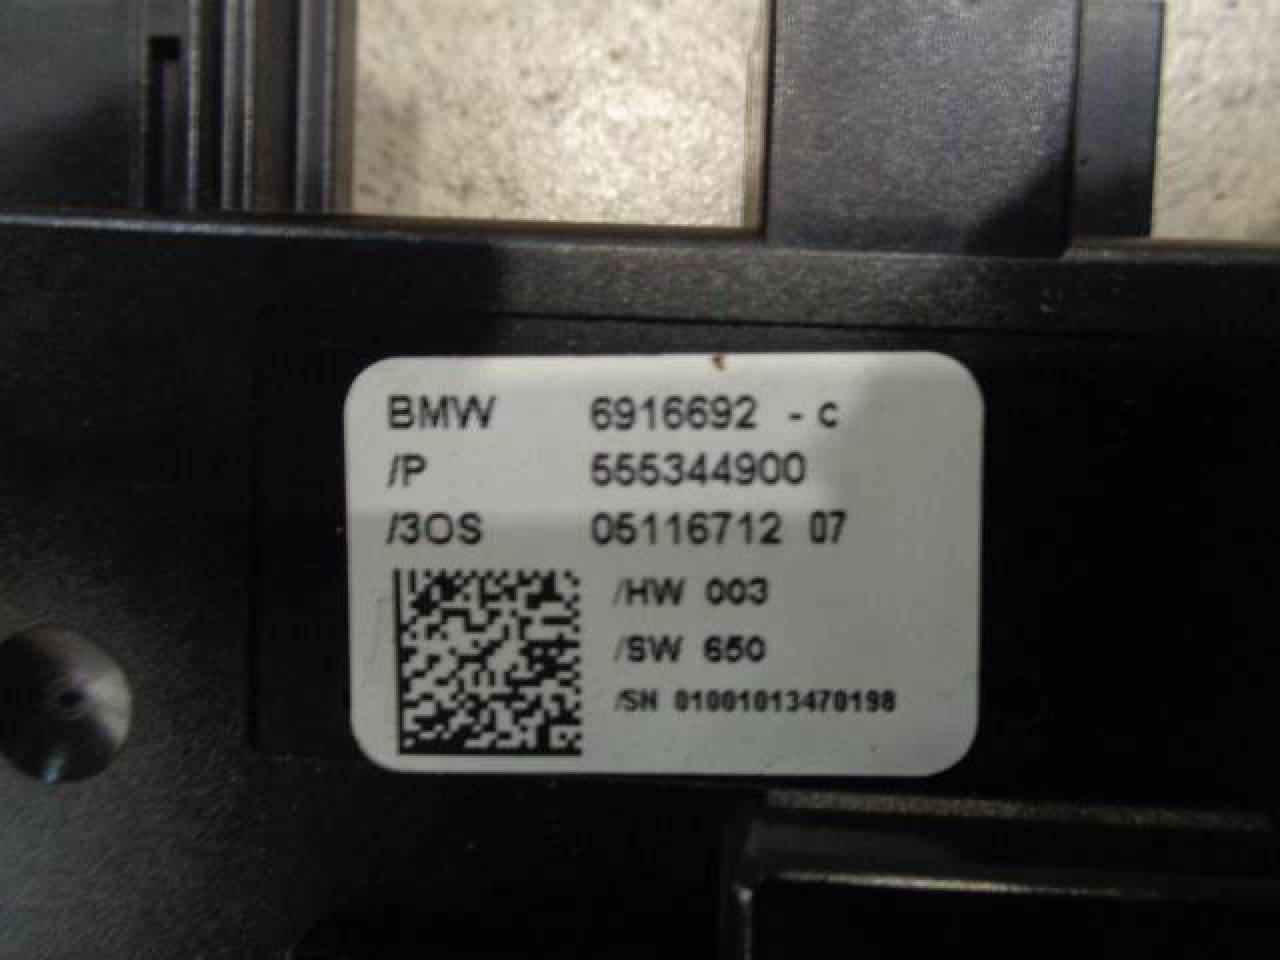 BMW 6916692 - c
/P 555344900
/3OS 05116712 07
/HW 003
/SW 650
/SN 01001013470198